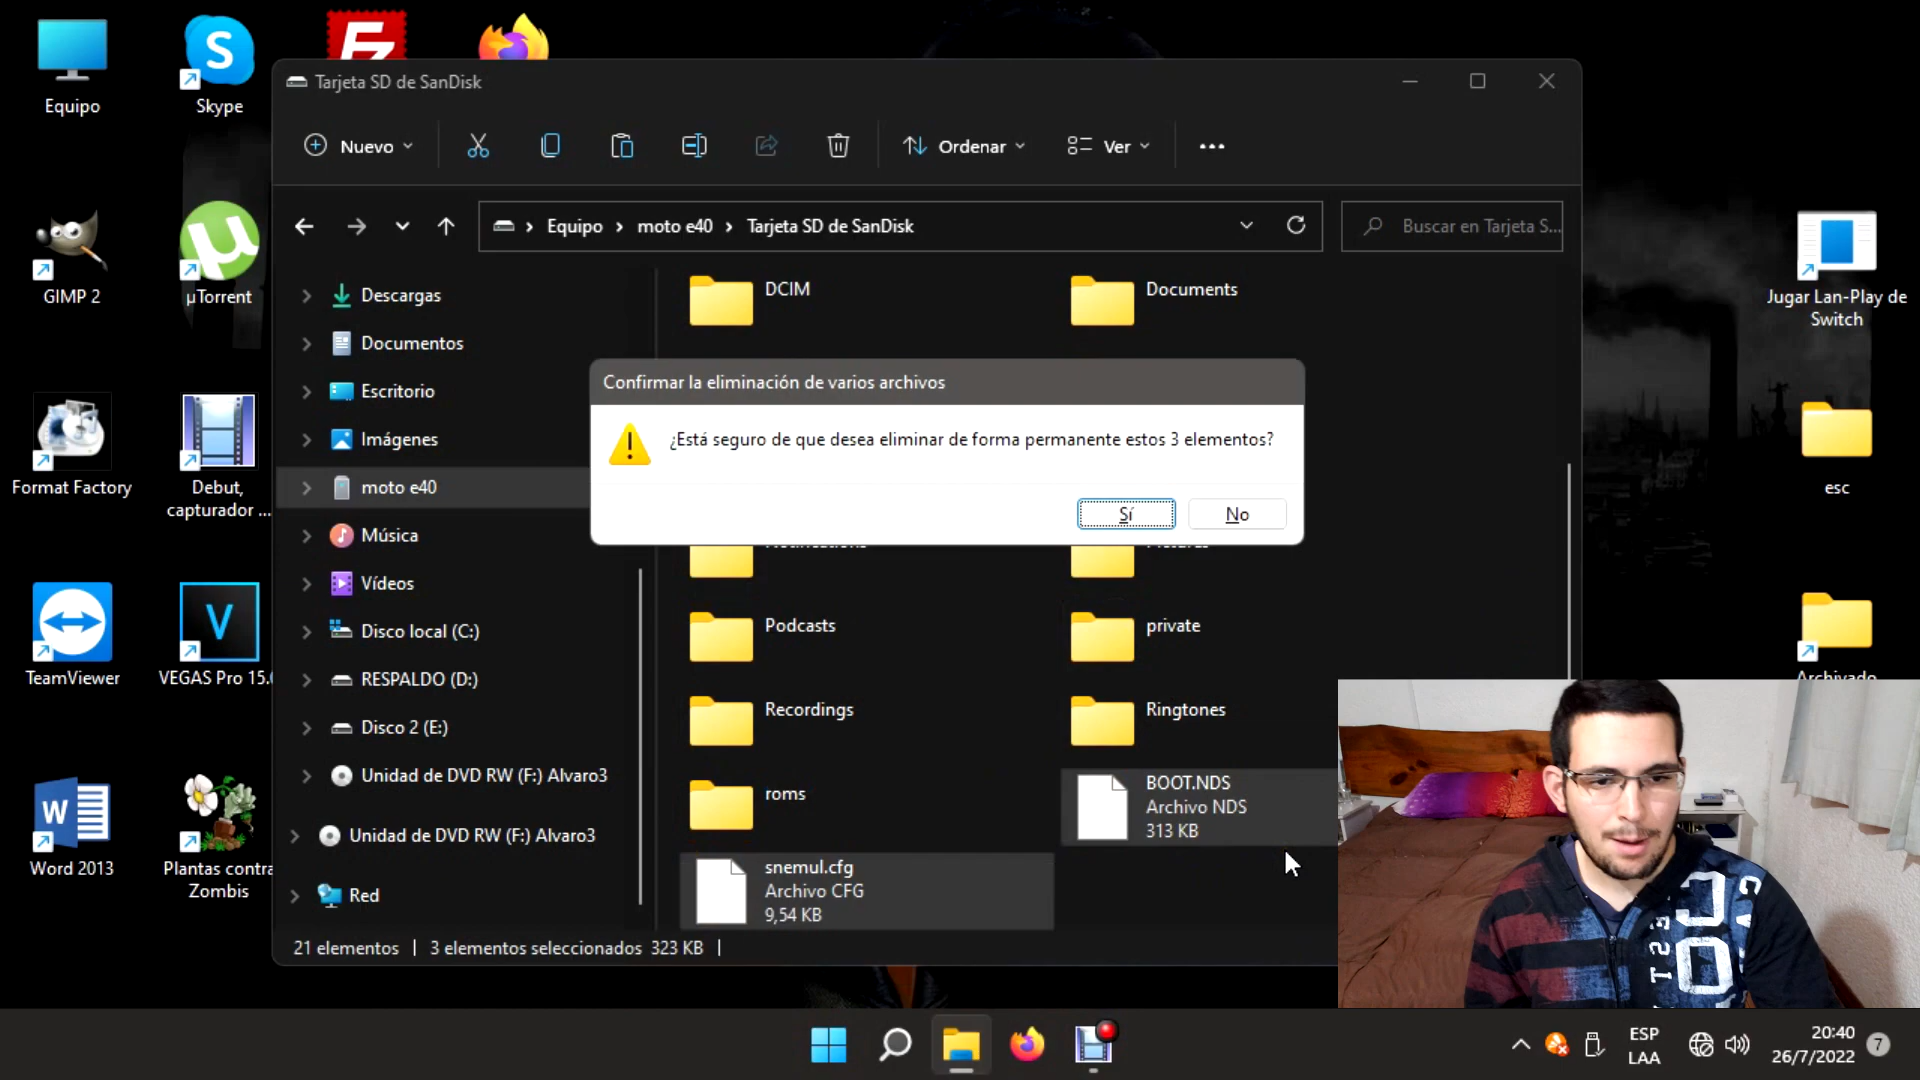 Equipo
Skype
GIMP 2
µTorrent
Format Factory
Debut,
capturador ...
TeamViewer
VEGAS Pro 15.
Word 2013
Plantas contra
Zombis
Tarjeta SD de SanDisk
Nuevo
Ordenar
Ver
Equipo
moto e40
Tarjeta SD de SanDisk
Buscar en Tarjeta S...
Descargas
Documentos
Escritorio
Imágenes
moto e40
Música
Vídeos
Disco local (C:)
RESPALDO (D:)
Disco 2 (E:)
Unidad de DVD RW (F:) Alvaro3
Unidad de DVD RW (F:) Alvaro3
Red
DCIM
Documents
Confirmar la eliminación de varios archivos
¿Está seguro de que desea eliminar de forma permanente estos 3 elementos?
Sí
No
Podcasts
private
Recordings
Ringtones
roms
BOOT.NDS
Archivo NDS
313 KB
snemul.cfg
Archivo CFG
9,54 KB
21 elementos
3 elementos seleccionados 323 KB
Jugar Lan-Play de
Switch
esc
ESP
LAA
20:40
26/7/2022
7